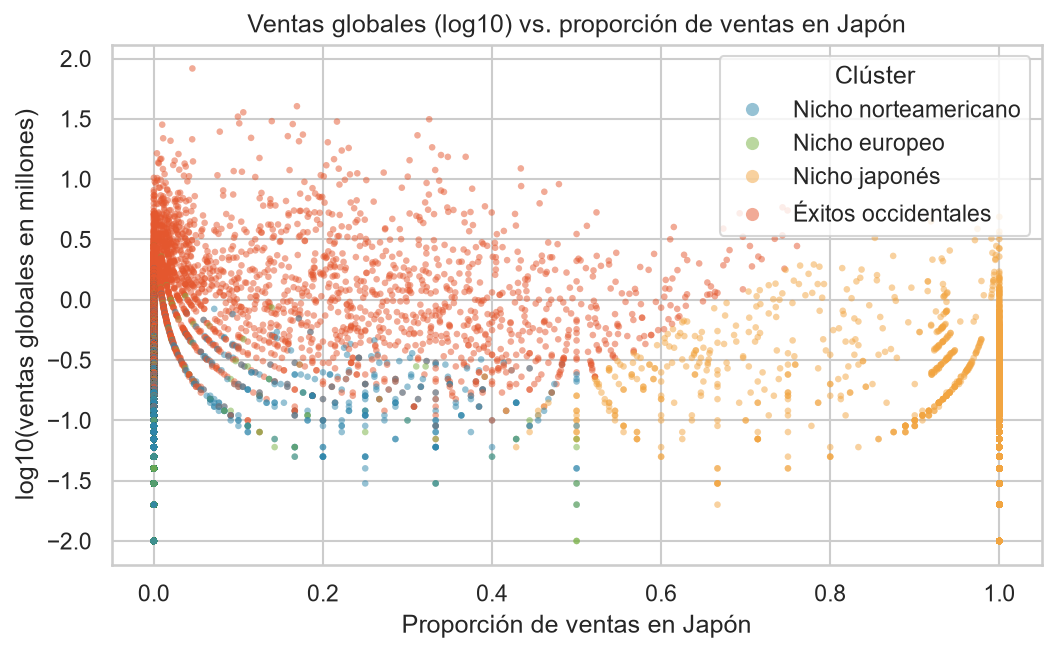 Ventas globales (log10) vs. proporción de ventas en Japón
Clúster
Nicho norteamericano
Nicho europeo
Nicho japonés
Éxitos occidentales
log10(ventas globales en millones)
2.0
1.5
1.0
0.5
0.0
−0.5
−1.0
−1.5
−2.0
0.0 0.2 0.4 0.6 0.8 1.0
Proporción de ventas en Japón